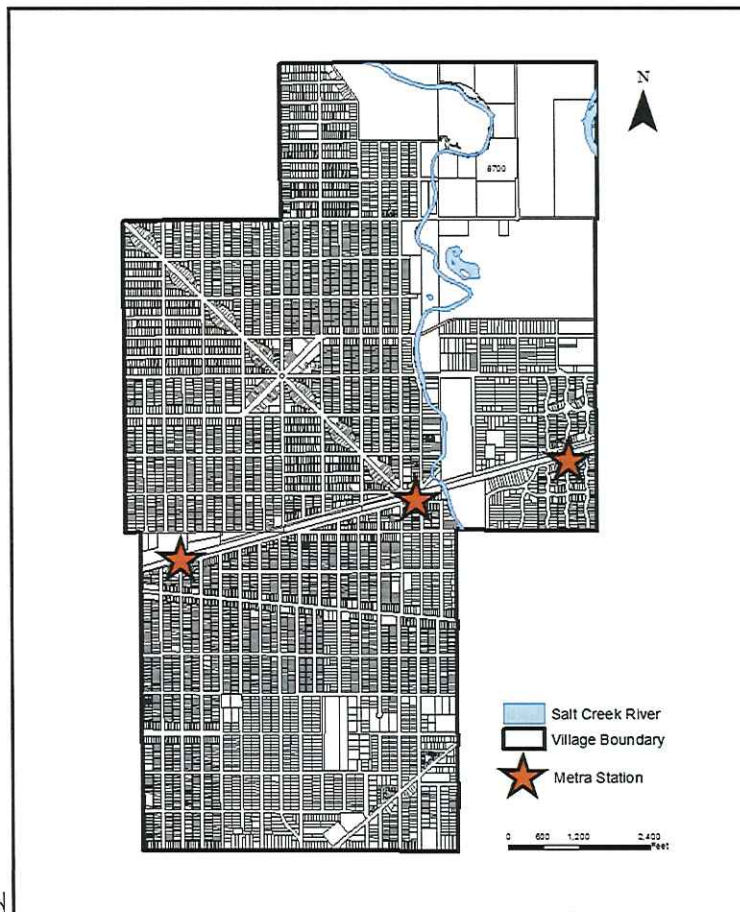 N
8700
Salt Creek River
Village Boundary
Metra Station
0 600 1,200 2,400
Feet